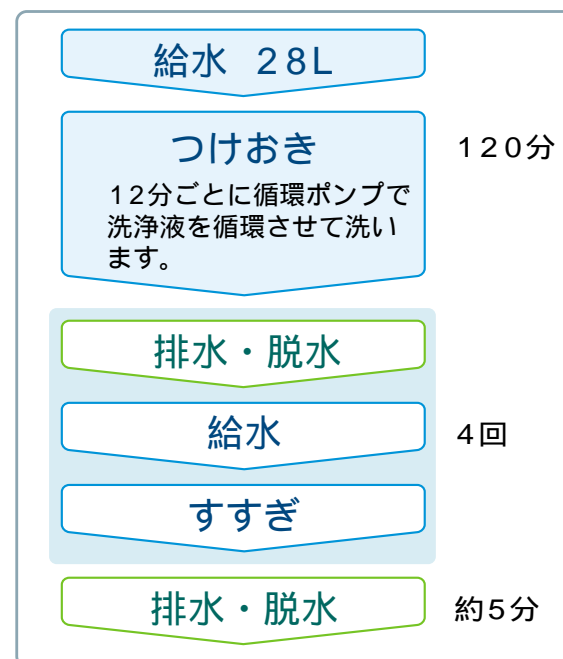 給水 28L
つけおき
120分
12分ごとに循環ポンプで
洗浄液を循環させて洗い
ます。
排水・脱水
給水
4回
すすぎ
排水・脱水
約5分